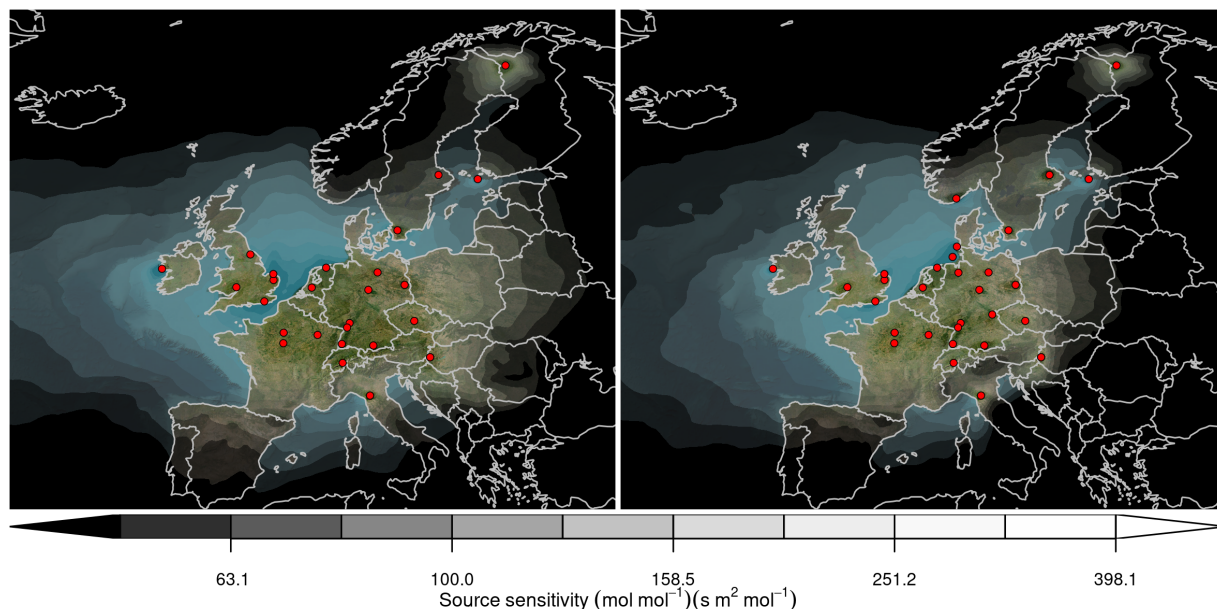 63.1 100.0 158.5 251.2 398.1
Source sensitivity (mol mol⁻¹)(s m² mol⁻¹)